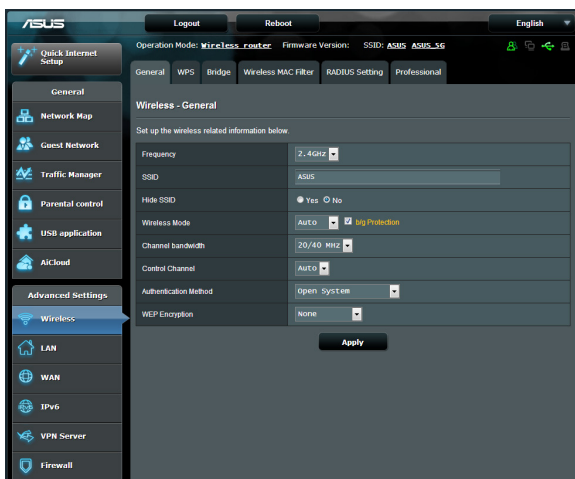 ASUS
Logout
Reboot
English
Quick Internet
Setup
Operation Mode: Wireless router Firmware Version: SSID: ASUS ASUS_5G
General WPS Bridge Wireless MAC Filter RADIUS Setting Professional
General
Network Map
Guest Network
Traffic Manager
Parental control
USB application
AiCloud
Advanced Settings
Wireless
LAN
WAN
IPv6
VPN Server
Firewall
Wireless - General
Set up the wireless related information below.
Frequency 2.4GHz
SSID ASUS
Hide SSID Yes No
Wireless Mode Auto b/g Protection
Channel bandwidth 20/40 MHz
Control Channel Auto
Authentication Method Open System
WEP Encryption None
Apply